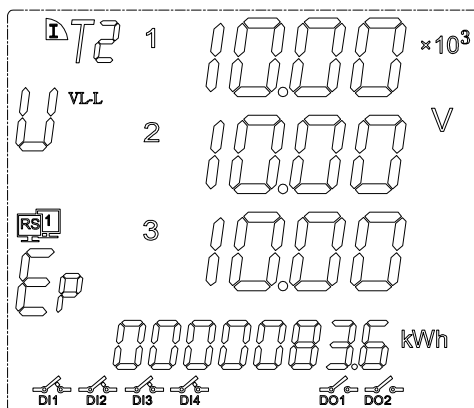 I T2 1 10.00 ×10³
U VL-L
2 10.00 V
RS 1
3 10.00
Ep
00000083.6 kWh
DI1 DI2 DI3 DI4 DO1 DO2